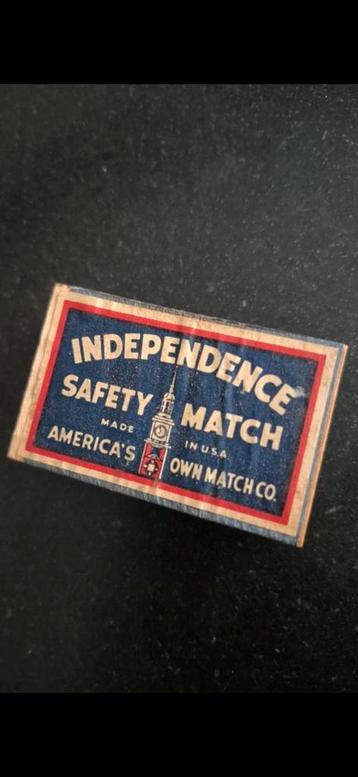 INDEPENDENCE
SAFETY MATCH
MADE IN U.S.A.
AMERICA'S OWN MATCH CO.